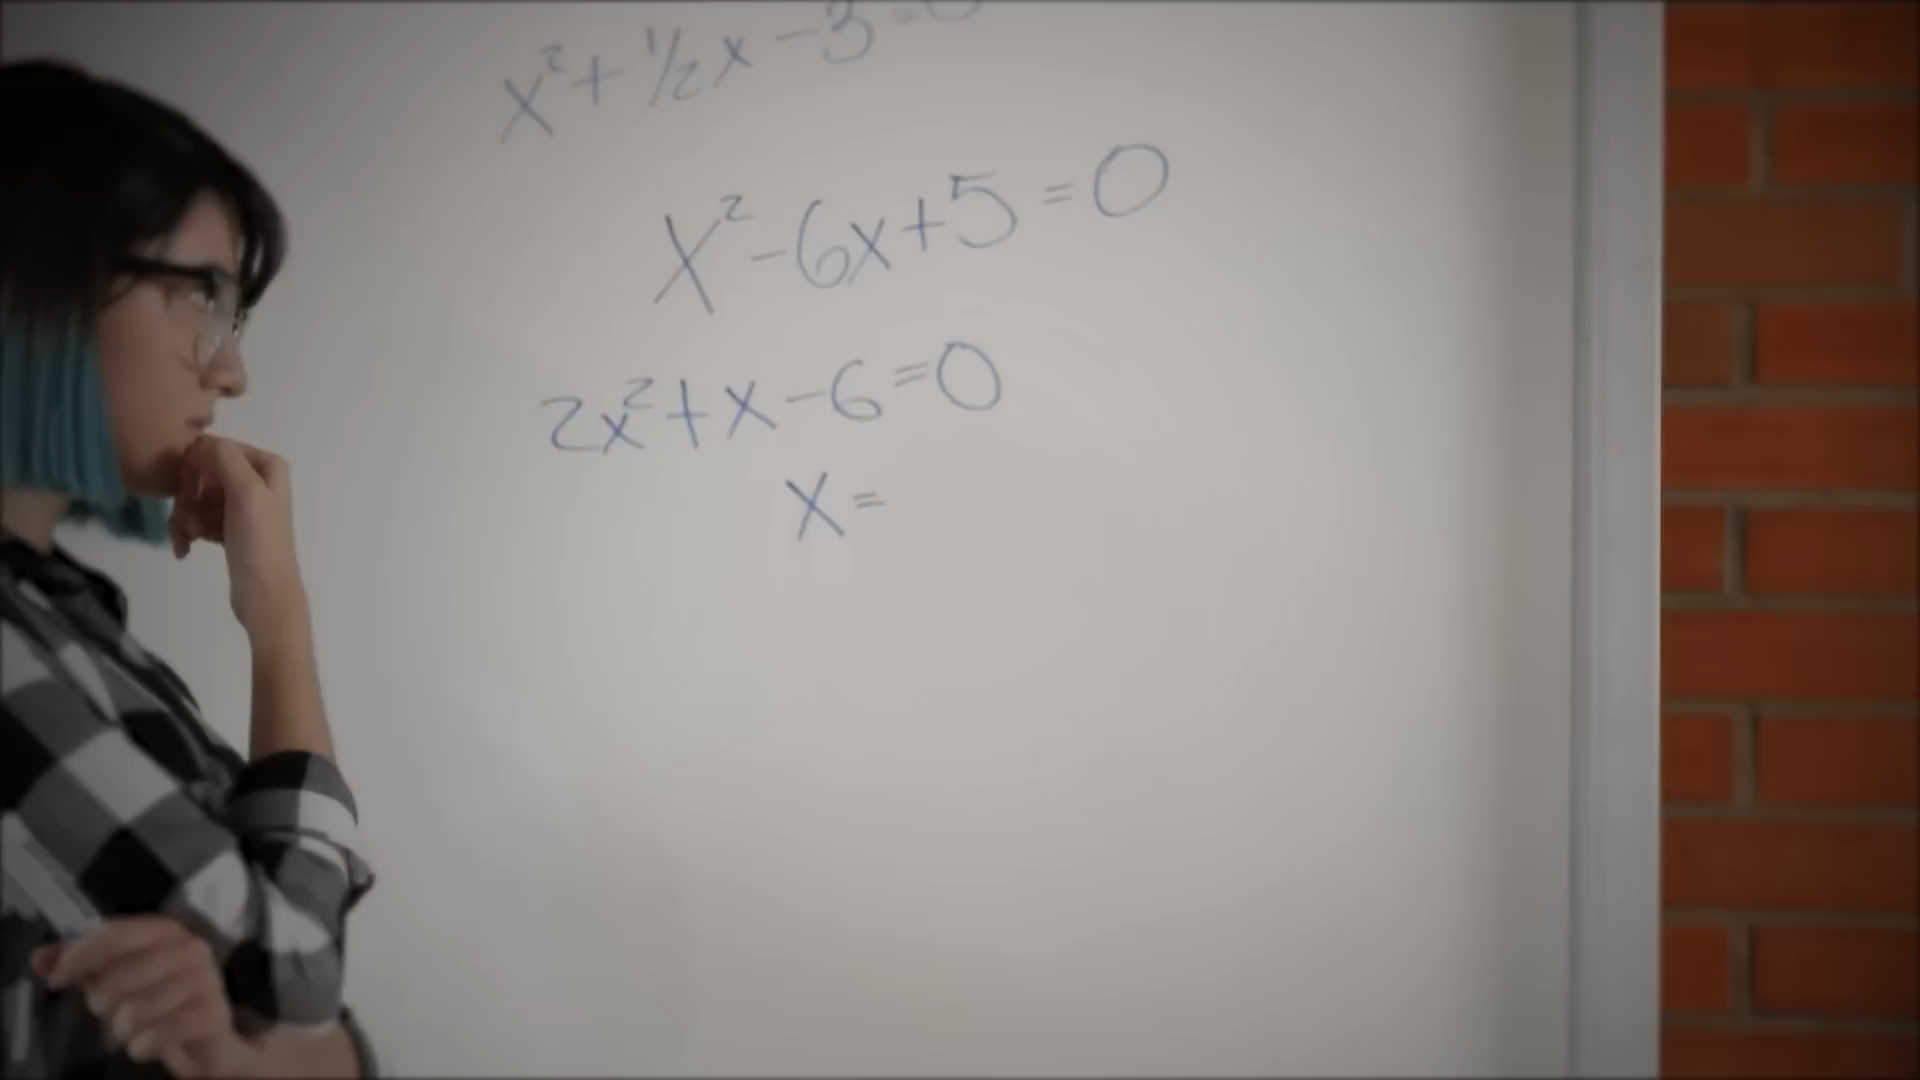 x² + ½x - 3 = 0
x² - 6x + 5 = 0
2x² + x - 6 = 0
x =